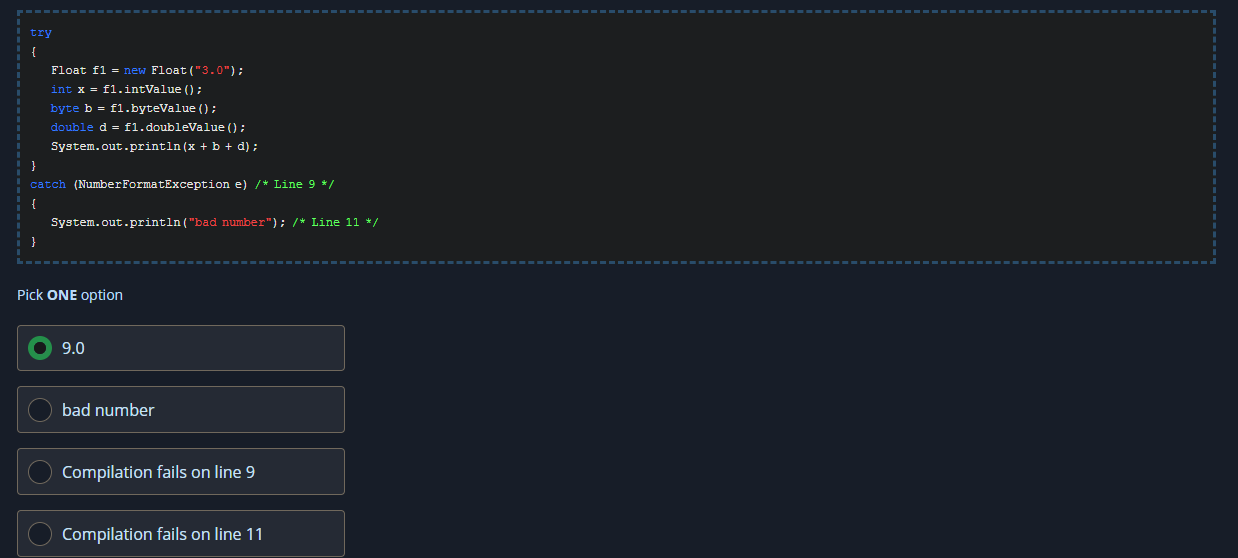 try
{
Float f1 = new Float("3.0");
int x = f1.intValue();
byte b = f1.byteValue();
double d = f1.doubleValue();
System.out.println(x + b + d);
}
catch (NumberFormatException e) /* Line 9 */
{
System.out.println("bad number"); /* Line 11 */
}
Pick ONE option
9.0
bad number
Compilation fails on line 9
Compilation fails on line 11